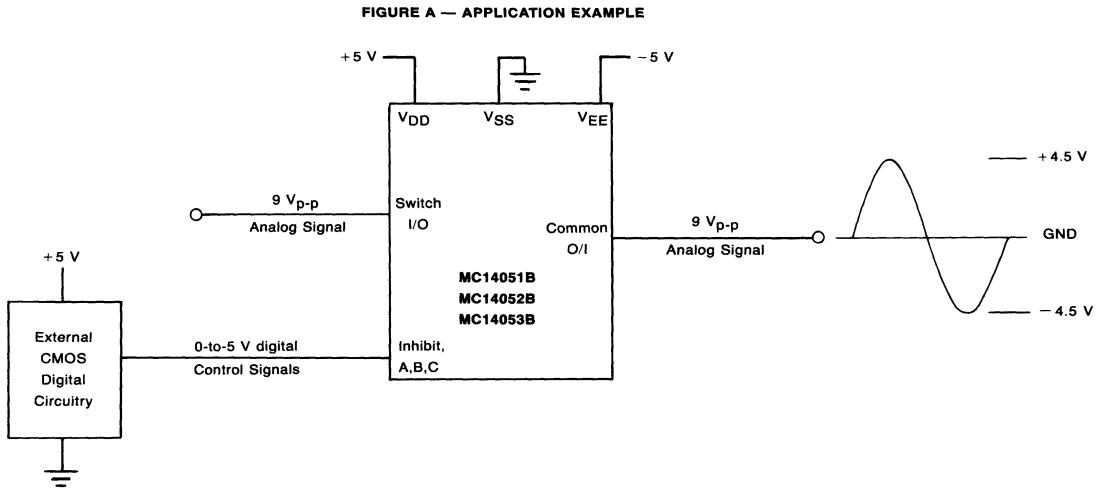 FIGURE A — APPLICATION EXAMPLE
+5 V
−5 V
VDD
VSS
VEE
+4.5 V
9 Vp-p
Analog Signal
Switch
I/O
Common
O/I
9 Vp-p
Analog Signal
GND
+5 V
MC14051B
MC14052B
MC14053B
−4.5 V
External
CMOS
Digital
Circuitry
0-to-5 V digital
Control Signals
Inhibit,
A,B,C